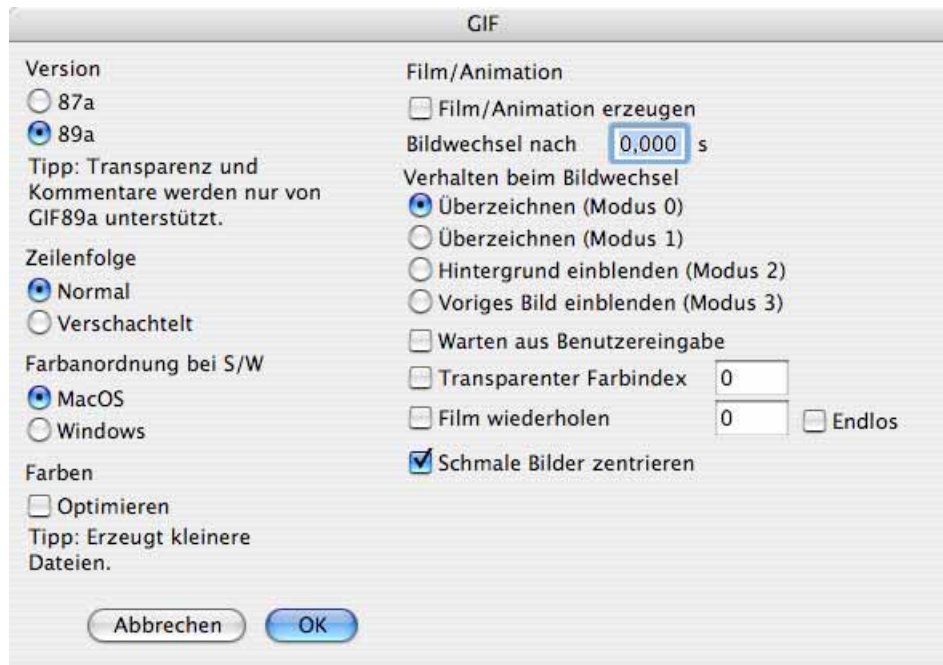 GIF
Version
87a
89a
Tipp: Transparenz und
Kommentare werden nur von
GIF89a unterstützt.
Zeilenfolge
Normal
Verschachtelt
Farbanordnung bei S/W
MacOS
Windows
Farben
Optimieren
Tipp: Erzeugt kleinere
Dateien.
Abbrechen
OK
Film/Animation
Film/Animation erzeugen
Bildwechsel nach 0,000 s
Verhalten beim Bildwechsel
Überzeichnen (Modus 0)
Überzeichnen (Modus 1)
Hintergrund einblenden (Modus 2)
Voriges Bild einblenden (Modus 3)
Warten aus Benutzereingabe
Transparenter Farbindex 0
Film wiederholen 0 Endlos
Schmale Bilder zentrieren